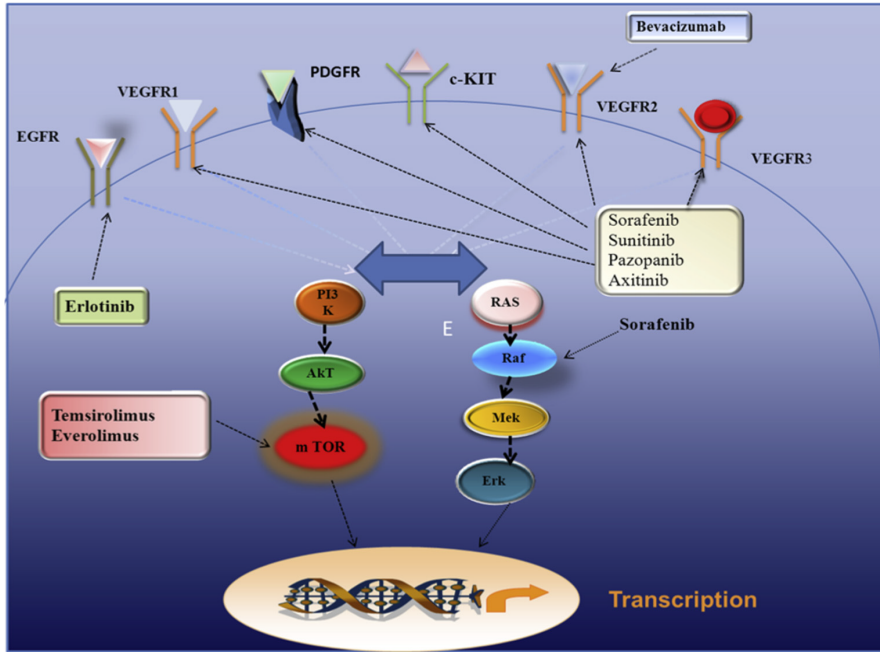 Bevacizumab
PDGFR
c-KIT
VEGFR1
VEGFR2
EGFR
VEGFR3
Sorafenib
Sunitinib
Pazopanib
Axitinib
Erlotinib
PI3
K
RAS
E
Sorafenib
Raf
AkT
Temsirolimus
Everolimus
Mek
m TOR
Erk
Transcription